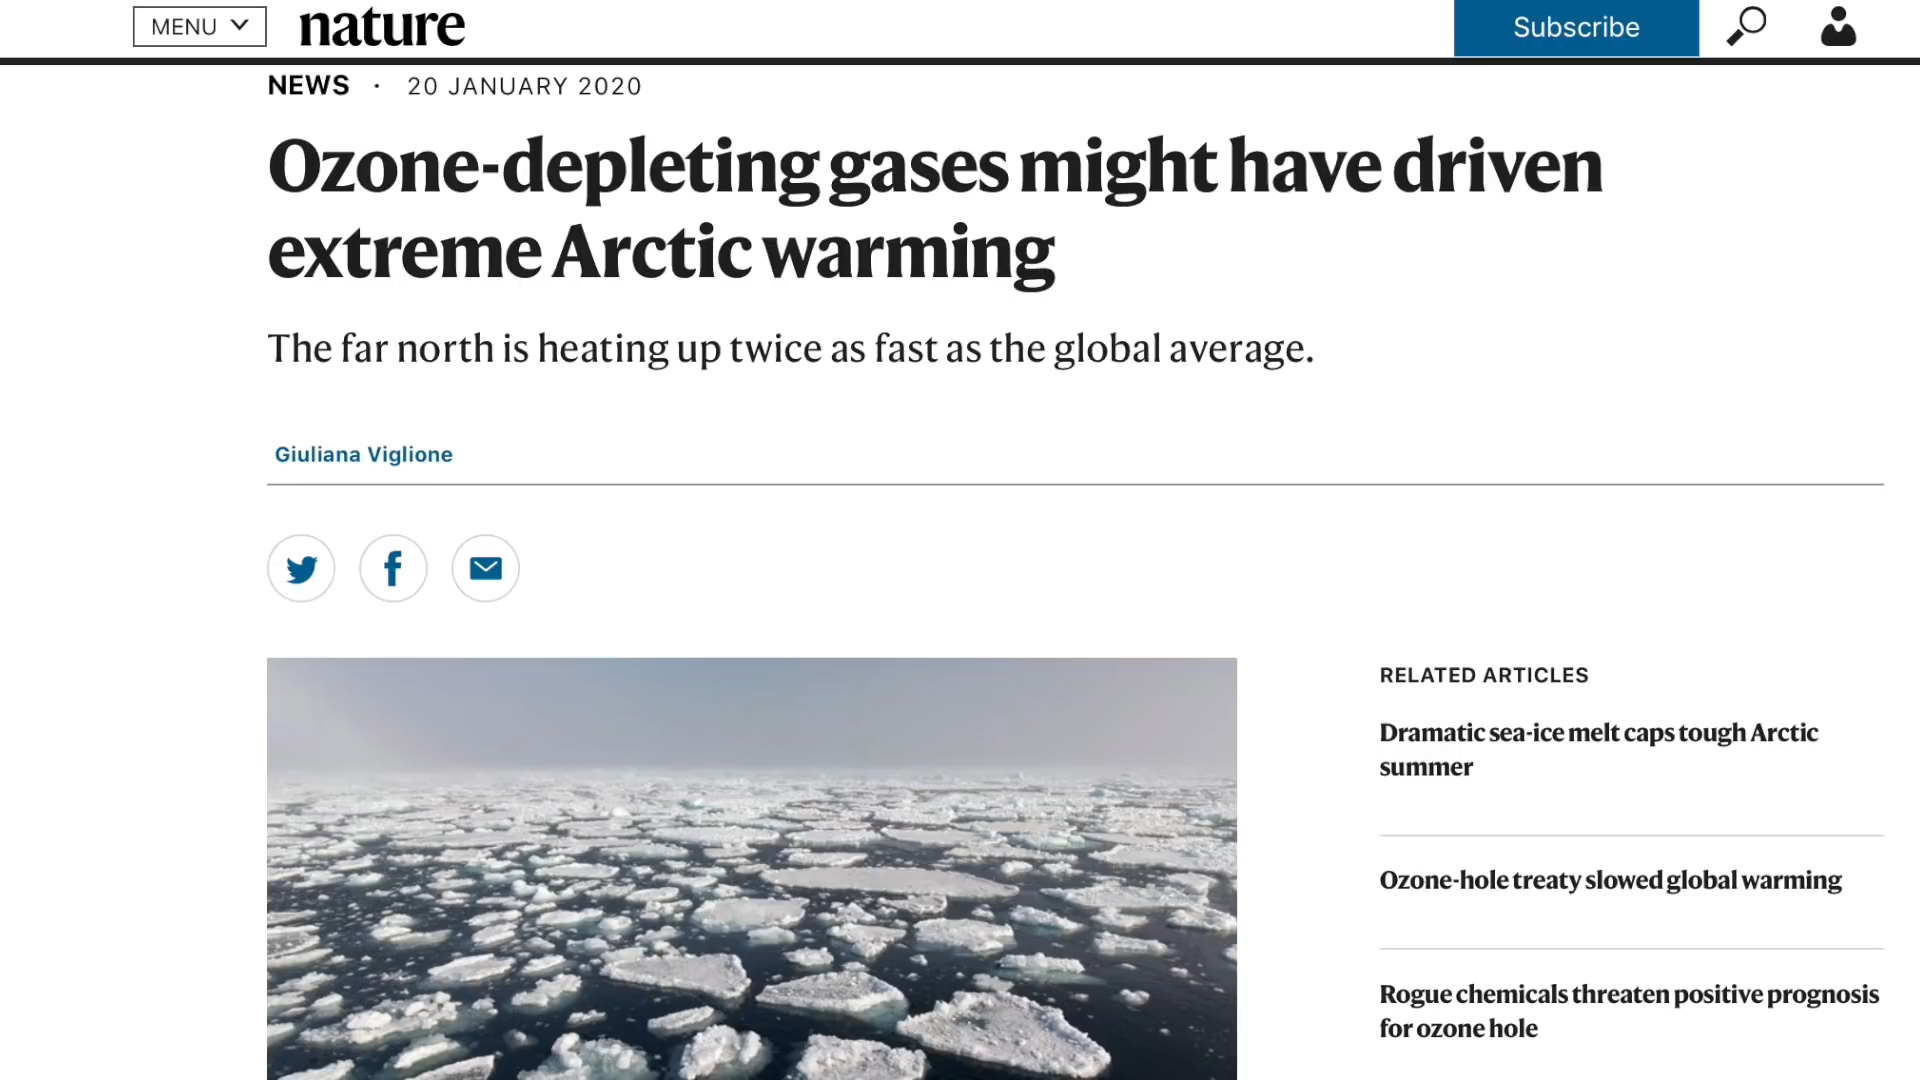 MENU
nature
Subscribe
NEWS · 20 JANUARY 2020
Ozone-depleting gases might have driven
extreme Arctic warming
The far north is heating up twice as fast as the global average.
Giuliana Viglione
RELATED ARTICLES
Dramatic sea-ice melt caps tough Arctic
summer
Ozone-hole treaty slowed global warming
Rogue chemicals threaten positive prognosis
for ozone hole